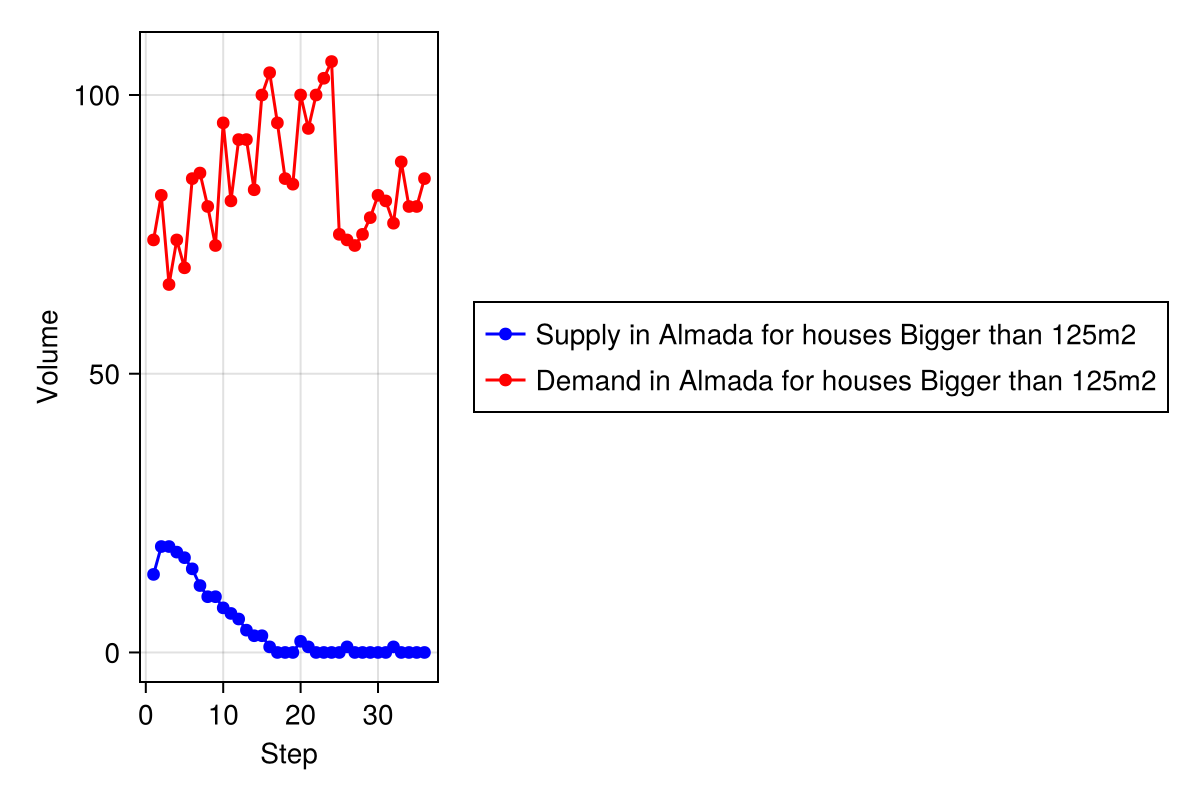 100
50
0
Volume
0 10 20 30
Step
Supply in Almada for houses Bigger than 125m2
Demand in Almada for houses Bigger than 125m2